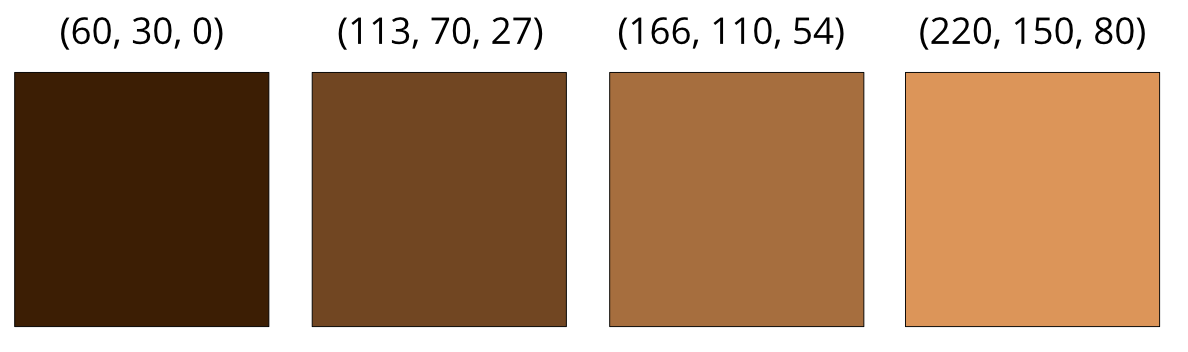 (60, 30, 0) (113, 70, 27) (166, 110, 54) (220, 150, 80)